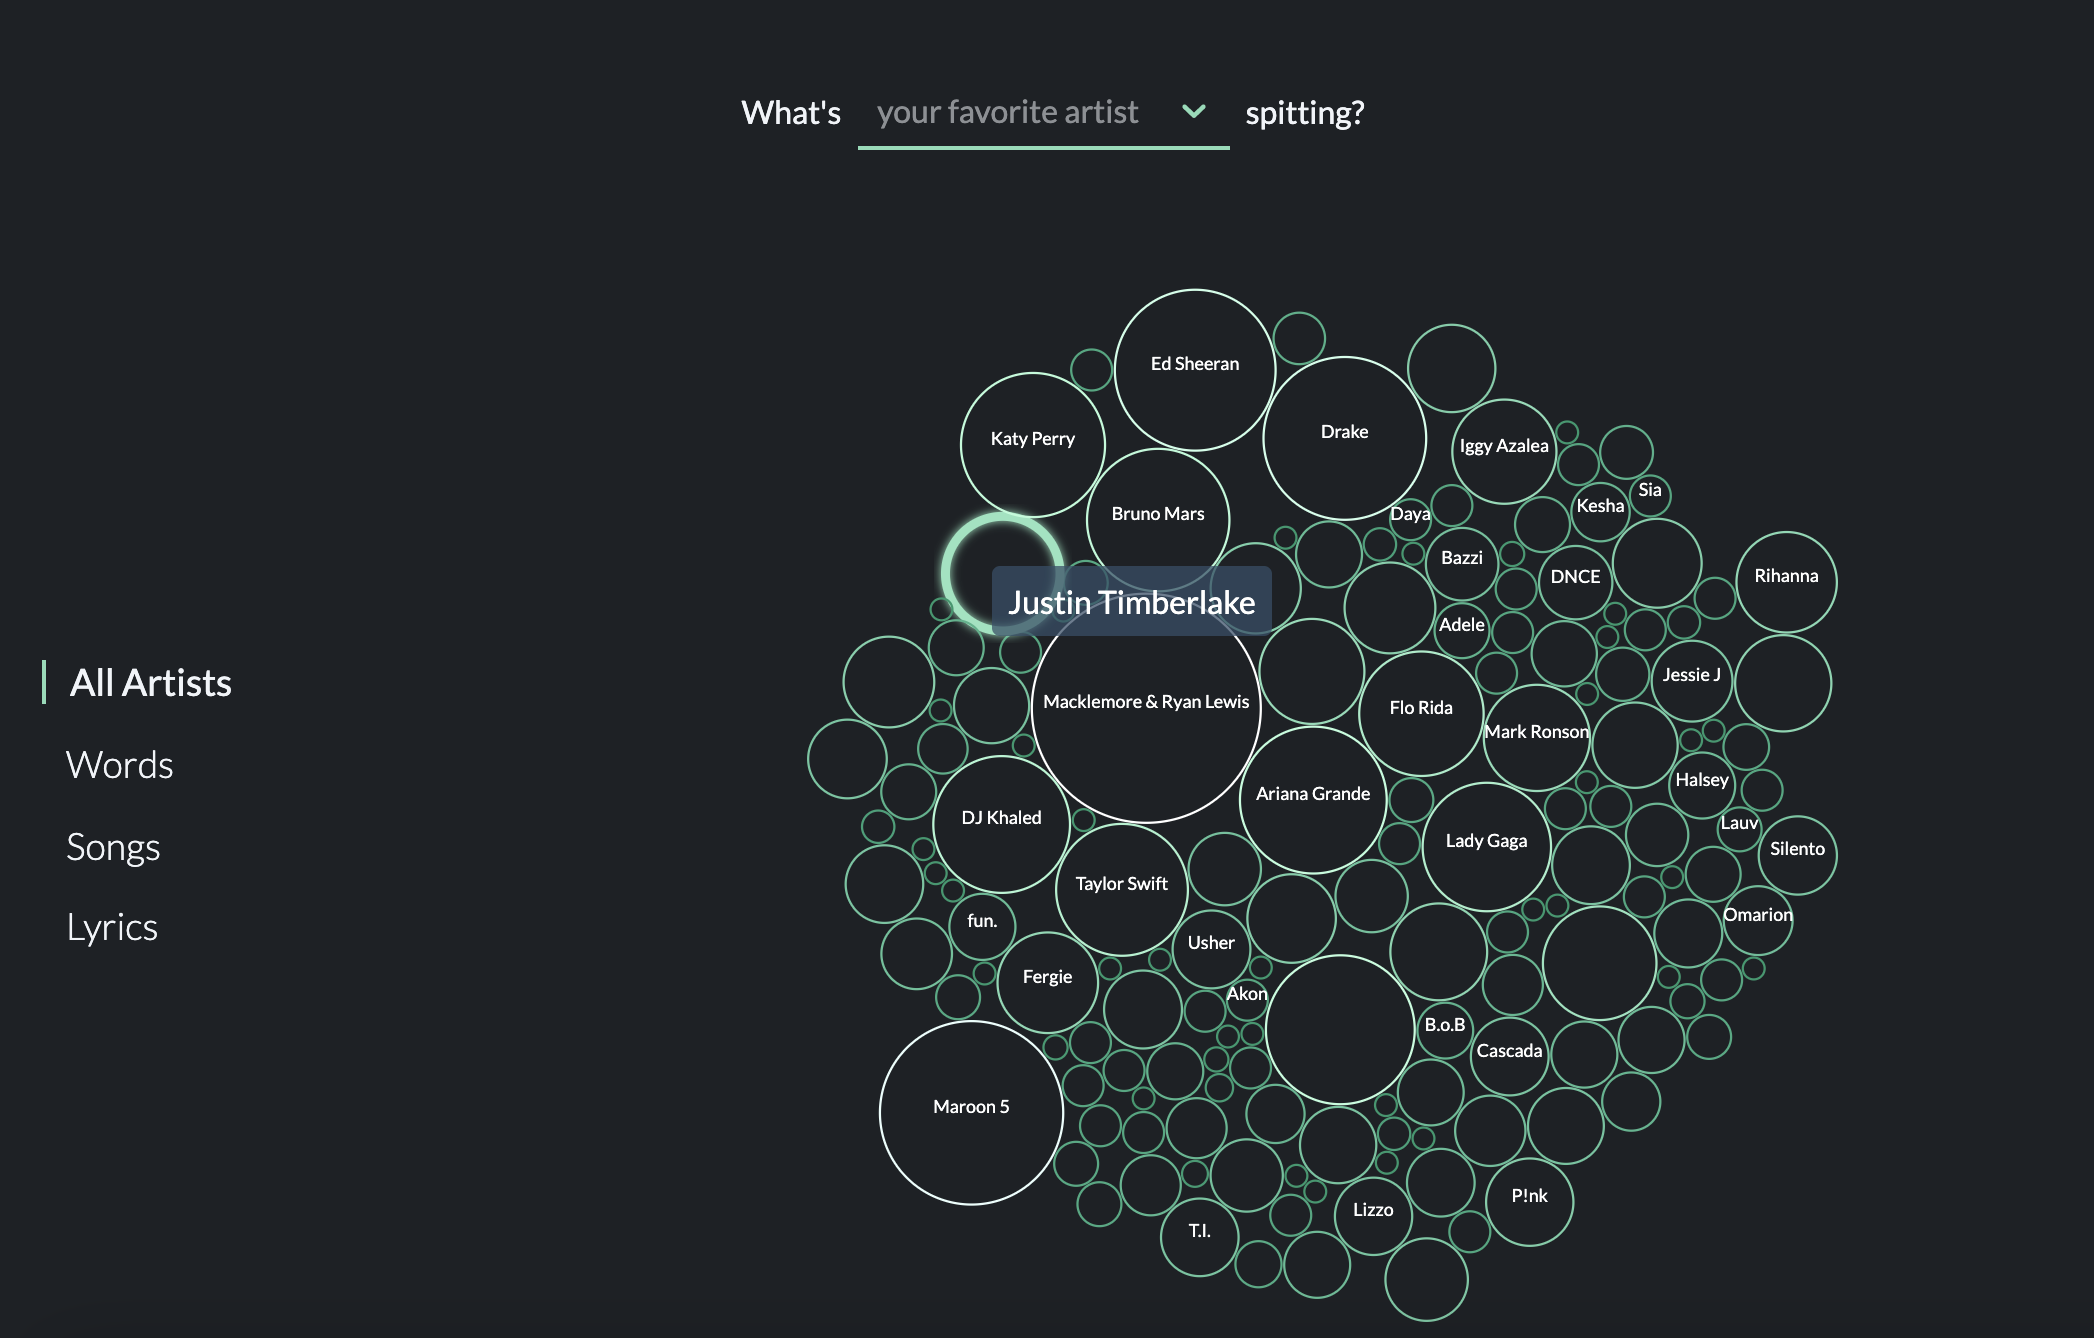 What's your favorite artist spitting?
Ed Sheeran
Drake
Katy Perry
Iggy Azalea
Sia
Kesha
Bruno Mars
Daya
Bazzi
DNCE
Rihanna
Justin Timberlake
Adele
Jessie J
All Artists
Macklemore & Ryan Lewis
Flo Rida
Mark Ronson
Words
Halsey
Ariana Grande
DJ Khaled
Lauv
Lady Gaga
Songs
Silento
Taylor Swift
Omarion
fun.
Lyrics
Usher
Fergie
Akon
B.o.B
Cascada
Maroon 5
P!nk
Lizzo
T.I.